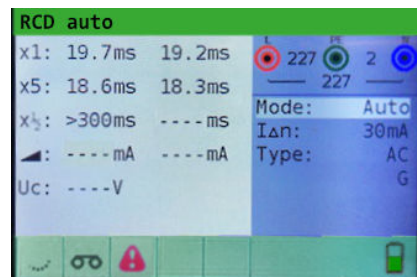 RCD auto
x1: 19.7ms 19.2ms
x5: 18.6ms 18.3ms
x½: >300ms ----ms
◢: ----mA ----mA
Uc: ----V
L PE N
227 2
227
Mode: Auto
I∆n: 30mA
Type: AC
G